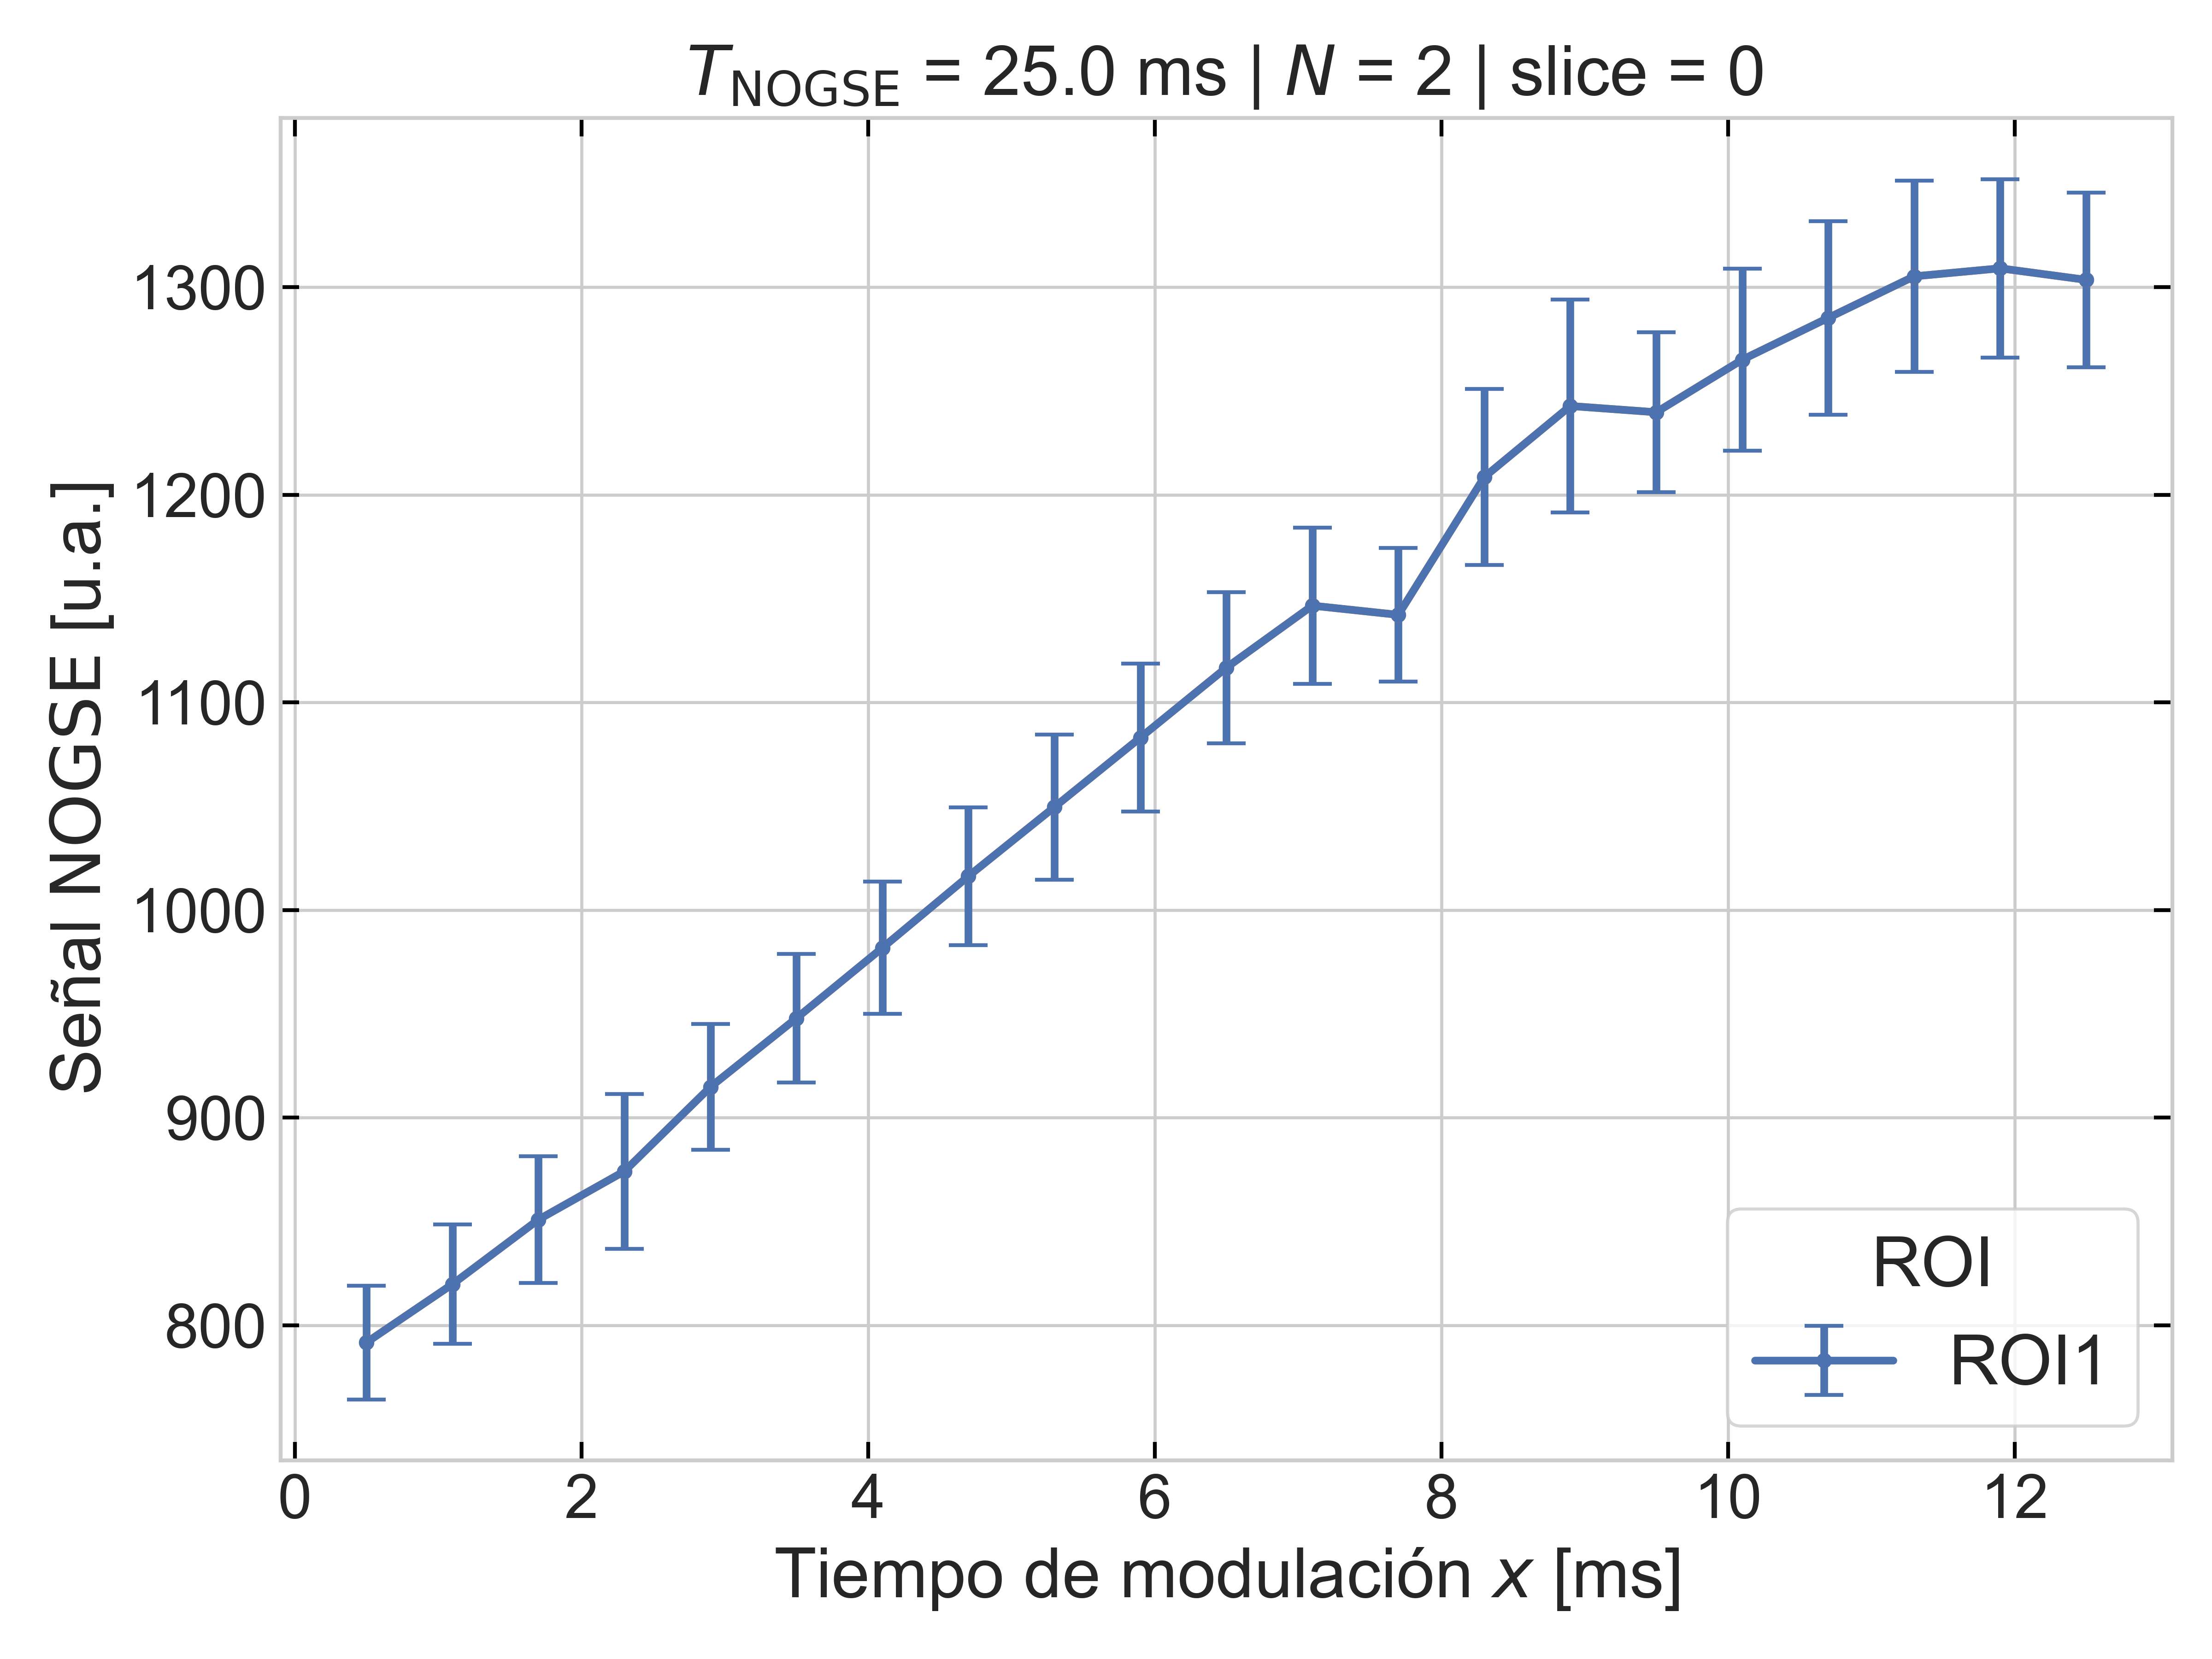 T_NOGSE = 25.0 ms | N = 2 | slice = 0
Señal NOGSE [u.a.]
1300
1200
1100
1000
900
800
ROI
ROI1
0 2 4 6 8 10 12
Tiempo de modulación x [ms]